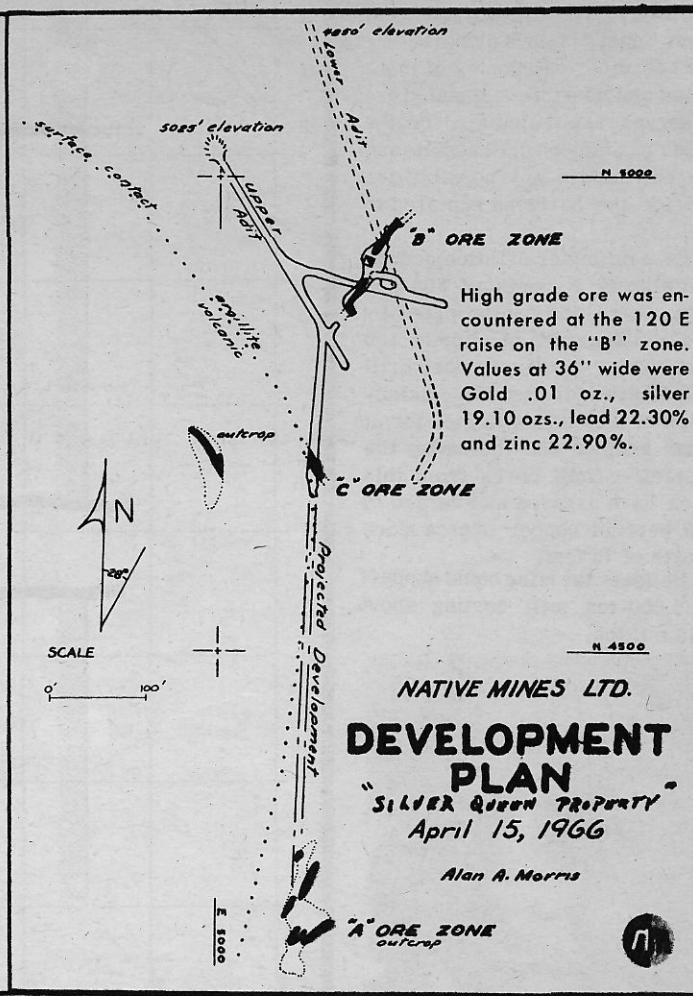 4850' elevation
Lower Adit
5025' elevation
surface contact
Upper Adit
N 5000
"B" ORE ZONE
argillite
volcanic
High grade ore was en-
countered at the 120 E
raise on the "B" zone.
Values at 36" wide were
Gold .01 oz., silver
19.10 ozs., lead 22.30%
and zinc 22.90%.
outcrop
"C" ORE ZONE
N
28°
Projected Development
SCALE
0' 100'
N 4500
NATIVE MINES LTD.
DEVELOPMENT
PLAN
"SILVER QUEEN PROPERTY"
April 15, 1966
Alan A. Morris
E 5000
"A" ORE ZONE
outcrop